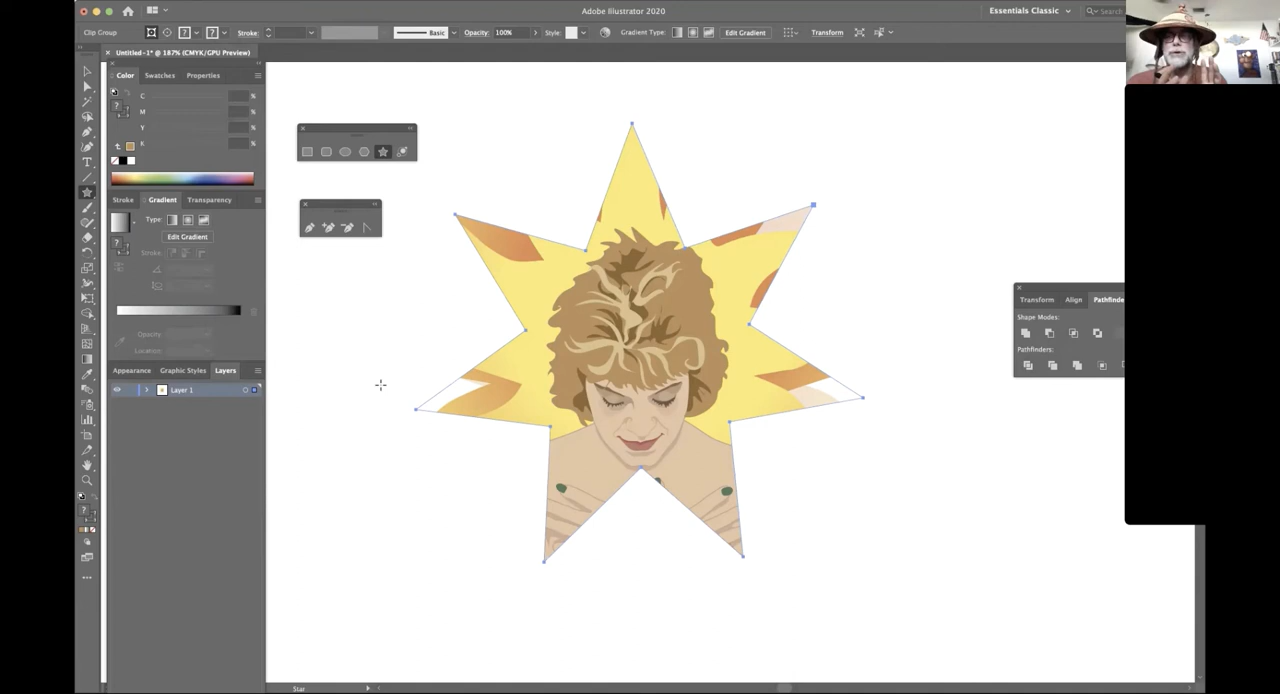 Adobe Illustrator 2020
Essentials Classic
Search
Clip Group
Stroke:
Basic
Opacity:
100%
Style:
Gradient Type:
Edit Gradient
Transform
Untitled-1* @ 187% (CMYK/GPU Preview)
Color
Swatches
Properties
C
%
M
%
Y
%
K
%
Stroke
Gradient
Transparency
Type:
Edit Gradient
Stroke:
Opacity:
Location:
Appearance
Graphic Styles
Layers
Layer 1
Transform
Align
Pathfinde
Shape Modes:
Pathfinders:
Star